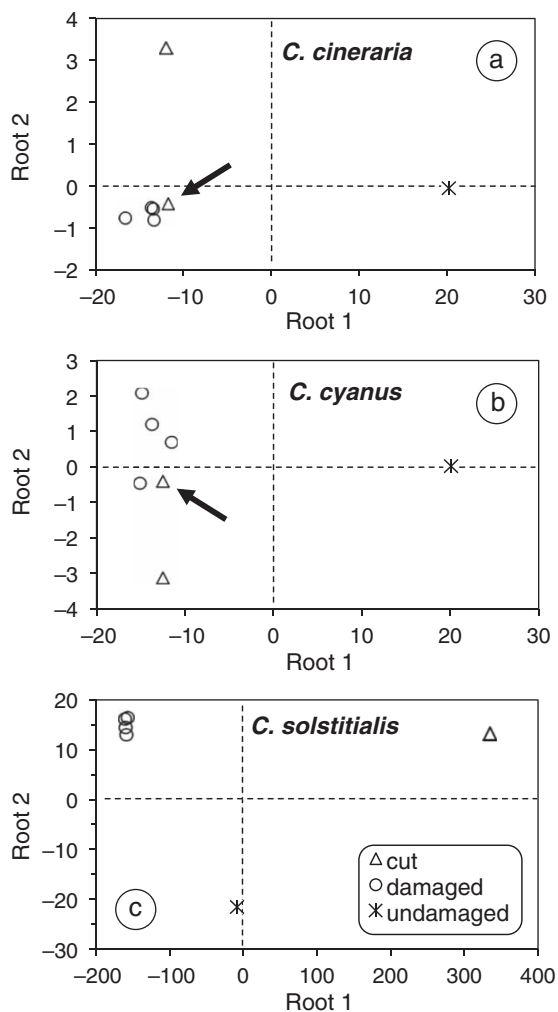 4
3
2
1
0
–1
–2
Root 2
C. cineraria
a
–20 –10 0 10 20 30
Root 1
3
2
1
0
–1
–2
–3
–4
Root 2
C. cyanus
b
–20 –10 0 10 20 30
Root 1
20
10
0
–10
–20
–30
Root 2
C. solstitialis
cut
damaged
undamaged
c
–200 –100 0 100 200 300 400
Root 1